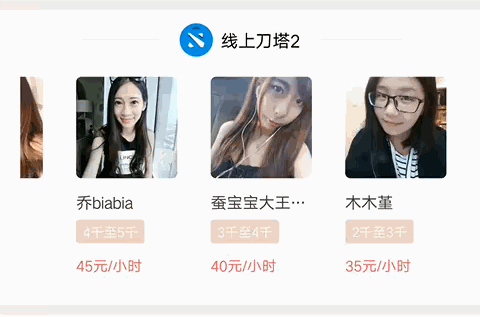 线上刀塔2
乔biabia
蚕宝宝大王…
木木堇
4千至5千
3千至4千
2千至3千
45元/小时
40元/小时
35元/小时